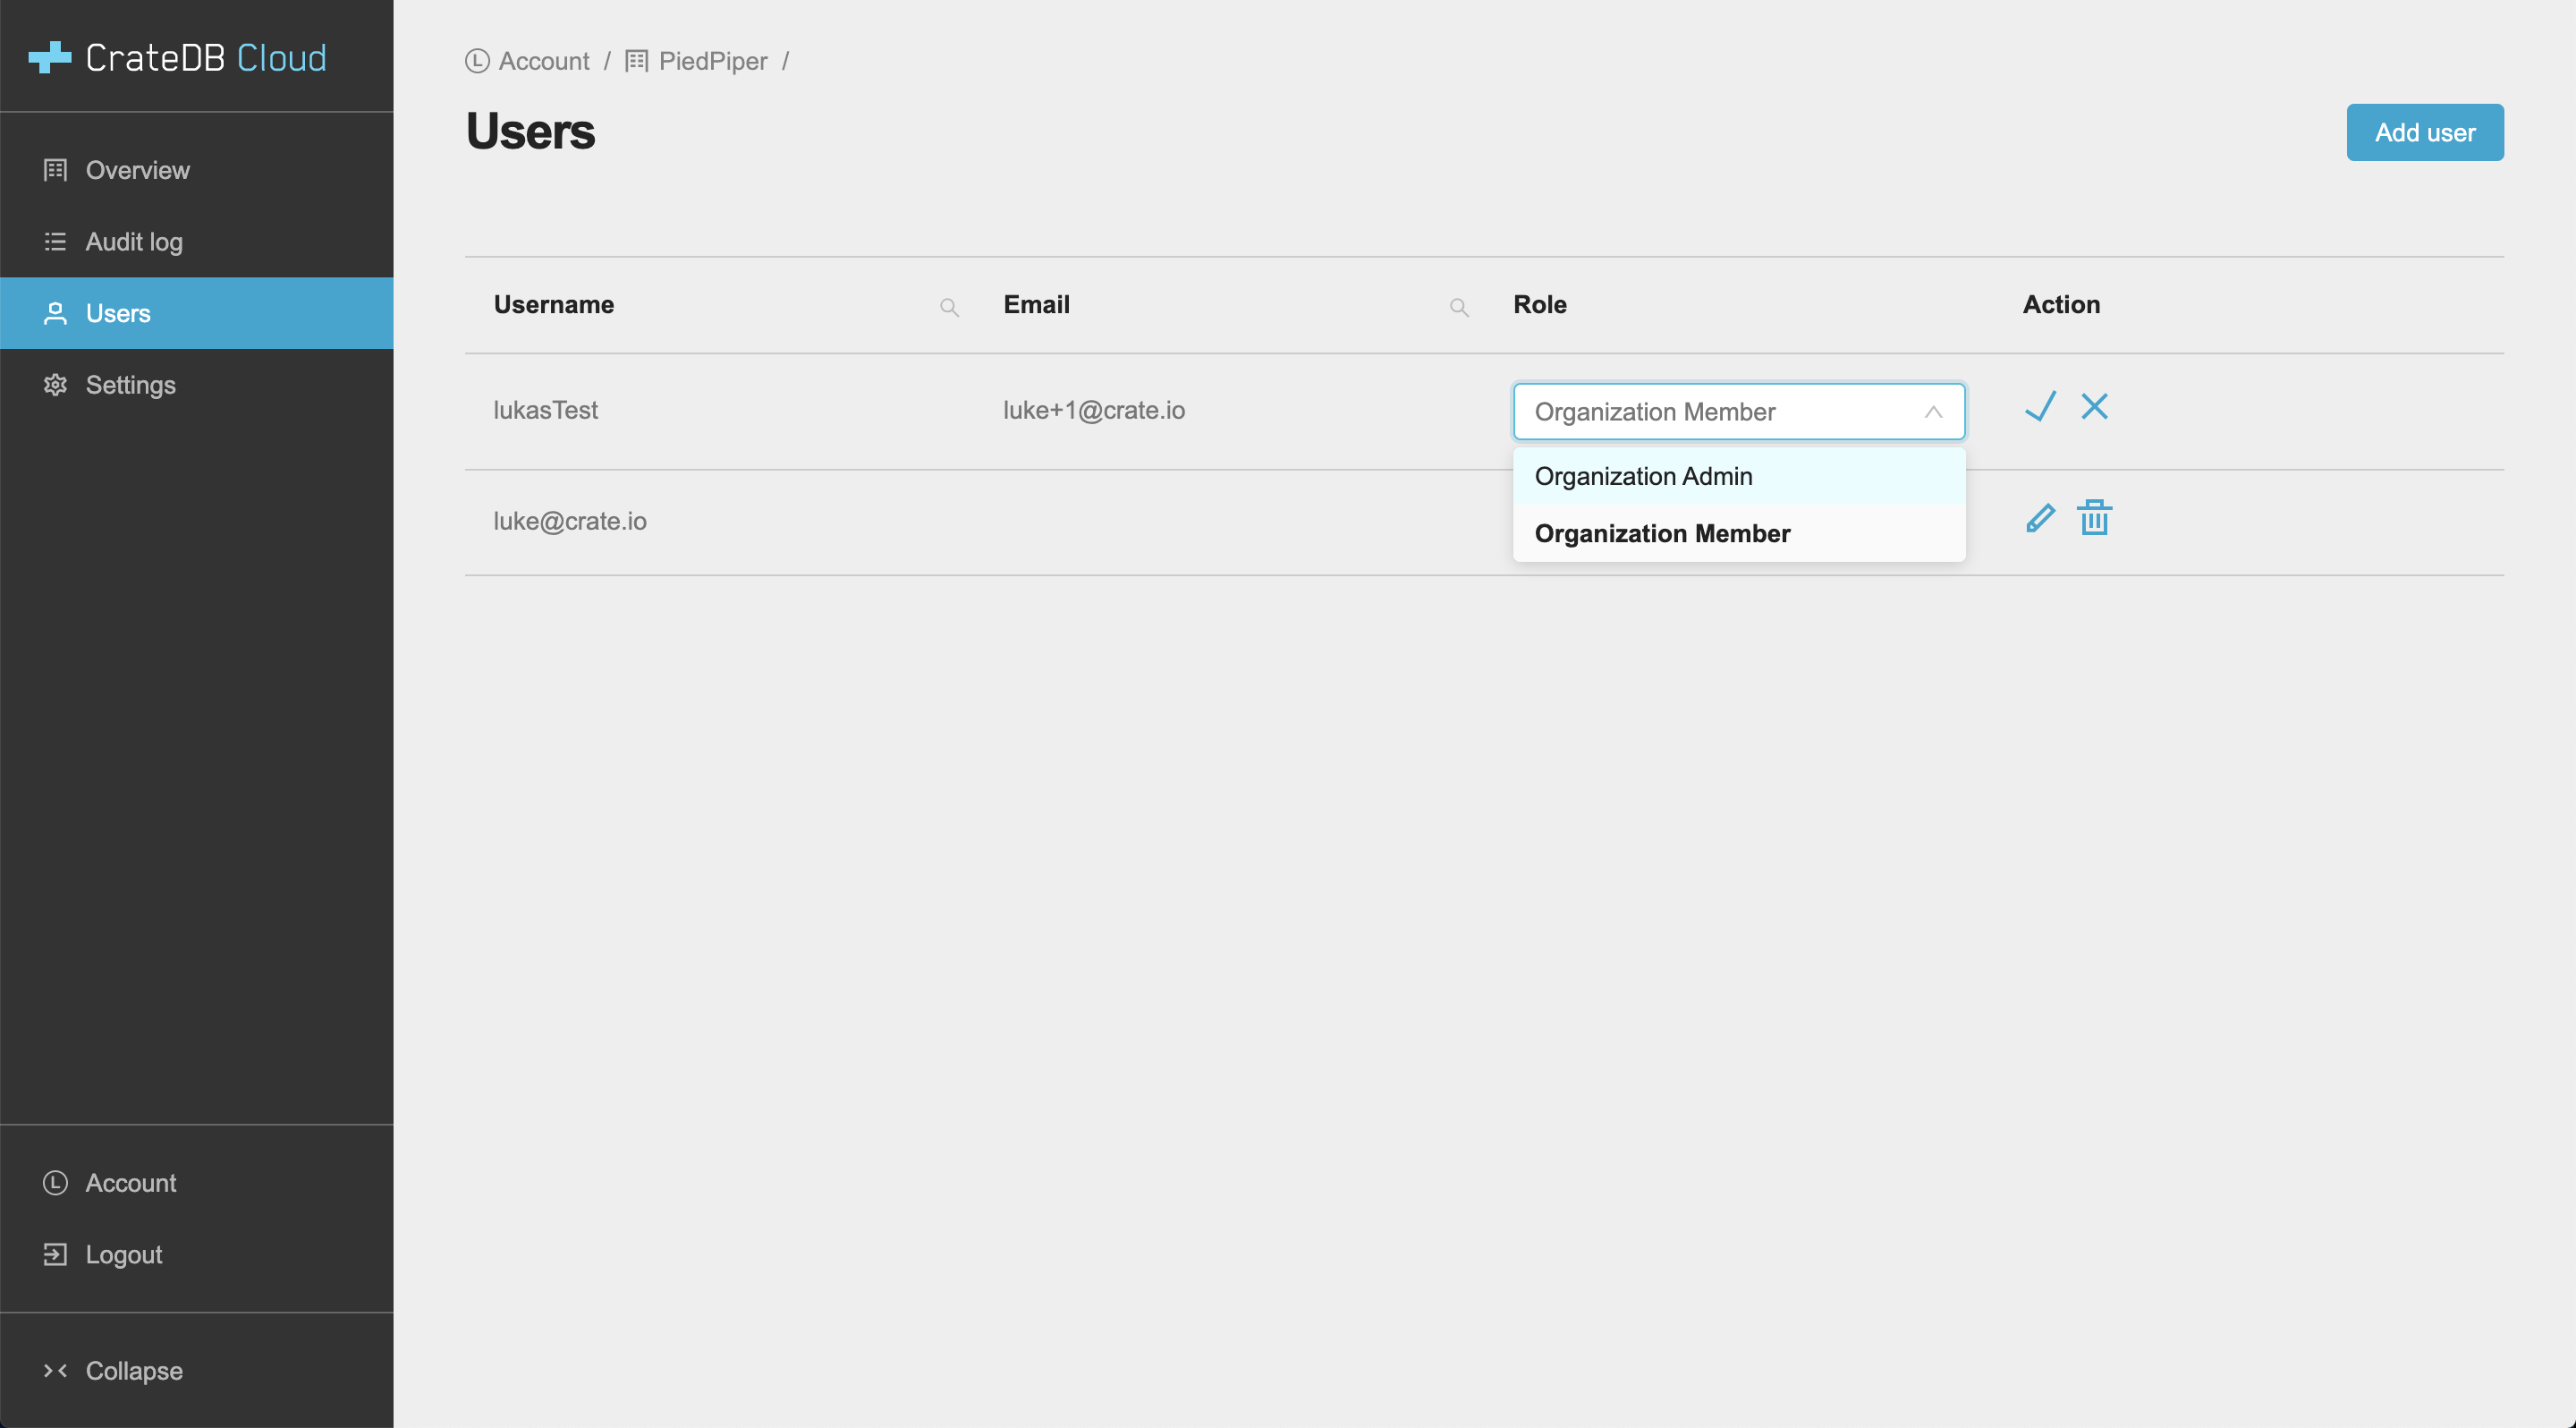 CrateDB Cloud
Overview
Audit log
Users
Settings
Account
Logout
Collapse
Account / PiedPiper /
Users
Add user
Username Email Role Action
lukasTest luke+1@crate.io Organization Member
Organization Admin
Organization Member
luke@crate.io